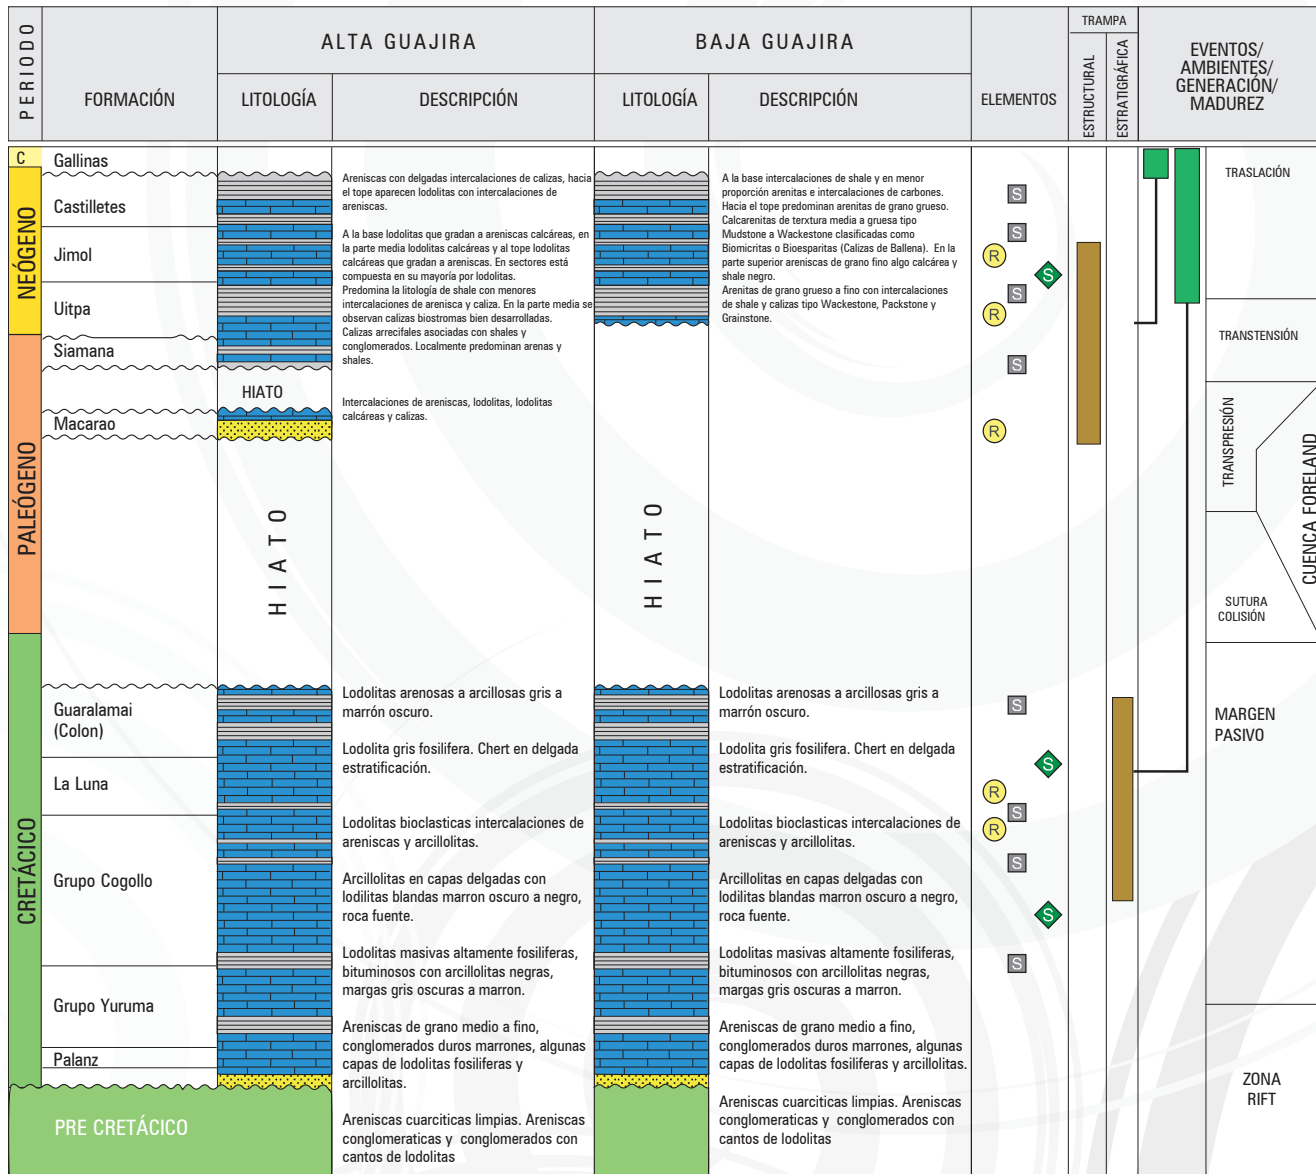 PERIODO
FORMACIÓN
ALTA GUAJIRA
LITOLOGÍA
DESCRIPCIÓN
BAJA GUAJIRA
LITOLOGÍA
DESCRIPCIÓN
ELEMENTOS
TRAMPA
ESTRUCTURAL
ESTRATIGRÁFICA
EVENTOS/
AMBIENTES/
GENERACIÓN/
MADUREZ
C
NEÓGENO
PALEÓGENO
CRETÁCICO
Gallinas
Castilletes
Jimol
Uitpa
Siamana
Macarao
Guaralamai
(Colon)
La Luna
Grupo Cogollo
Grupo Yuruma
Palanz
PRE CRETÁCICO
HIATO
HIATO
Areniscas con delgadas intercalaciones de calizas, hacia
el tope aparecen lodolitas con intercalaciones de
areniscas.
A la base lodolitas que gradan a areniscas calcáreas, en
la parte media lodolitas calcáreas y al tope lodolitas
calcáreas que gradan a areniscas. En sectores está
compuesta en su mayoría por lodolitas.
Predomina la litología de shale con menores
intercalaciones de arenisca y caliza. En la parte media se
observan calizas biostromas bien desarrolladas.
Calizas arrecifales asociadas con shales y
conglomerados. Localmente predominan arenas y
shales.
Intercalaciones de areniscas, lodolitas, lodolitas
calcáreas y calizas.
Lodolitas arenosas a arcillosas gris a
marrón oscuro.
Lodolita gris fosilifera. Chert en delgada
estratificación.
Lodolitas bioclasticas intercalaciones de
areniscas y arcillolitas.
Arcillolitas en capas delgadas con
lodilitas blandas marron oscuro a negro,
roca fuente.
Lodolitas masivas altamente fosiliferas,
bituminosos con arcillolitas negras,
margas gris oscuras a marron.
Areniscas de grano medio a fino,
conglomerados duros marrones, algunas
capas de lodolitas fosiliferas y
arcillolitas.
Areniscas cuarciticas limpias. Areniscas
conglomeraticas y conglomerados con
cantos de lodolitas
HIATO
A la base intercalaciones de shale y en menor
proporción arenitas e intercalaciones de carbones.
Hacia el tope predominan arenitas de grano grueso.
Calcarenitas de terxtura media a gruesa tipo
Mudstone a Wackestone clasificadas como
Biomicritas o Bioesparitas (Calizas de Ballena). En la
parte superior areniscas de grano fino algo calcárea y
shale negro.
Arenitas de grano grueso a fino con intercalaciones
de shale y calizas tipo Wackestone, Packstone y
Grainstone.
Lodolitas arenosas a arcillosas gris a
marrón oscuro.
Lodolita gris fosilifera. Chert en delgada
estratificación.
Lodolitas bioclasticas intercalaciones de
areniscas y arcillolitas.
Arcillolitas en capas delgadas con
lodilitas blandas marron oscuro a negro,
roca fuente.
Lodolitas masivas altamente fosiliferas,
bituminosos con arcillolitas negras,
margas gris oscuras a marron.
Areniscas de grano medio a fino,
conglomerados duros marrones, algunas
capas de lodolitas fosiliferas y arcillolitas.
Areniscas cuarciticas limpias. Areniscas
conglomeraticas y conglomerados con
cantos de lodolitas
S
S
R
S
S
R
S
R
S
S
R
S
R
S
S
S
TRASLACIÓN
TRANSTENSIÓN
TRANSPRESIÓN
CUENCA FORELAND
SUTURA
COLISIÓN
MARGEN
PASIVO
ZONA
RIFT